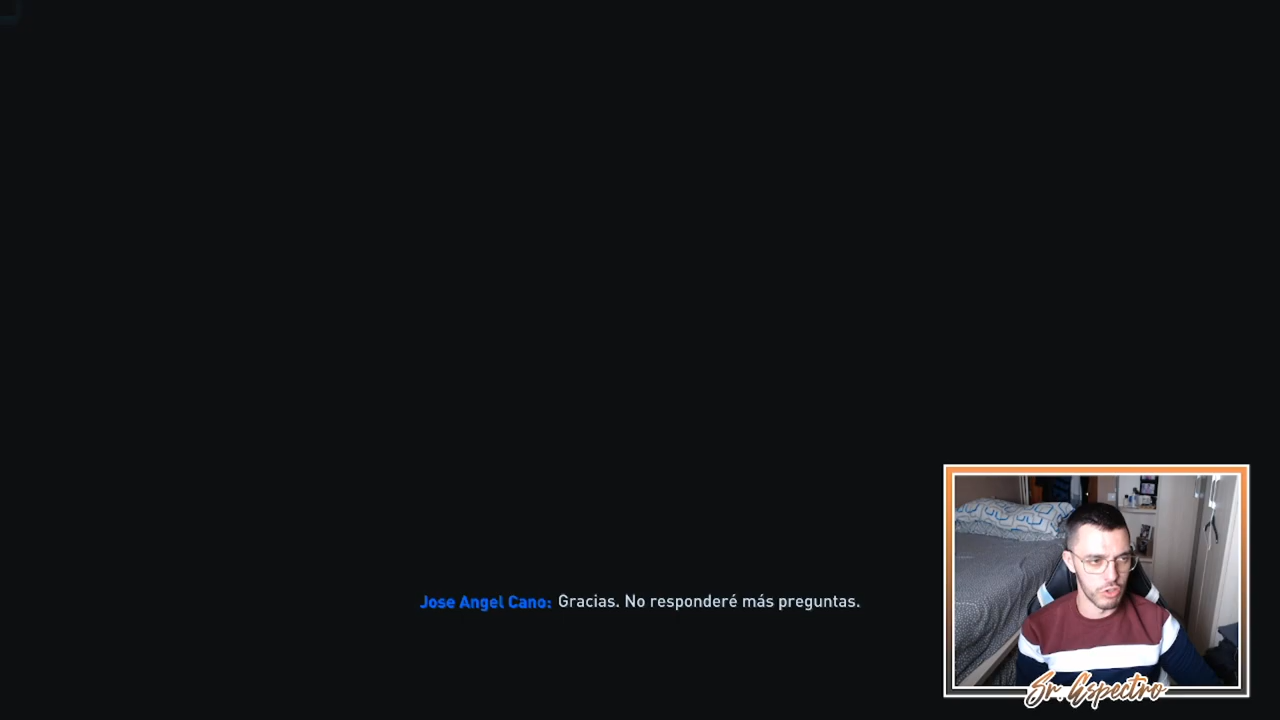 Jose Angel Cano: Gracias. No responderé más preguntas.
Sr. Espectro